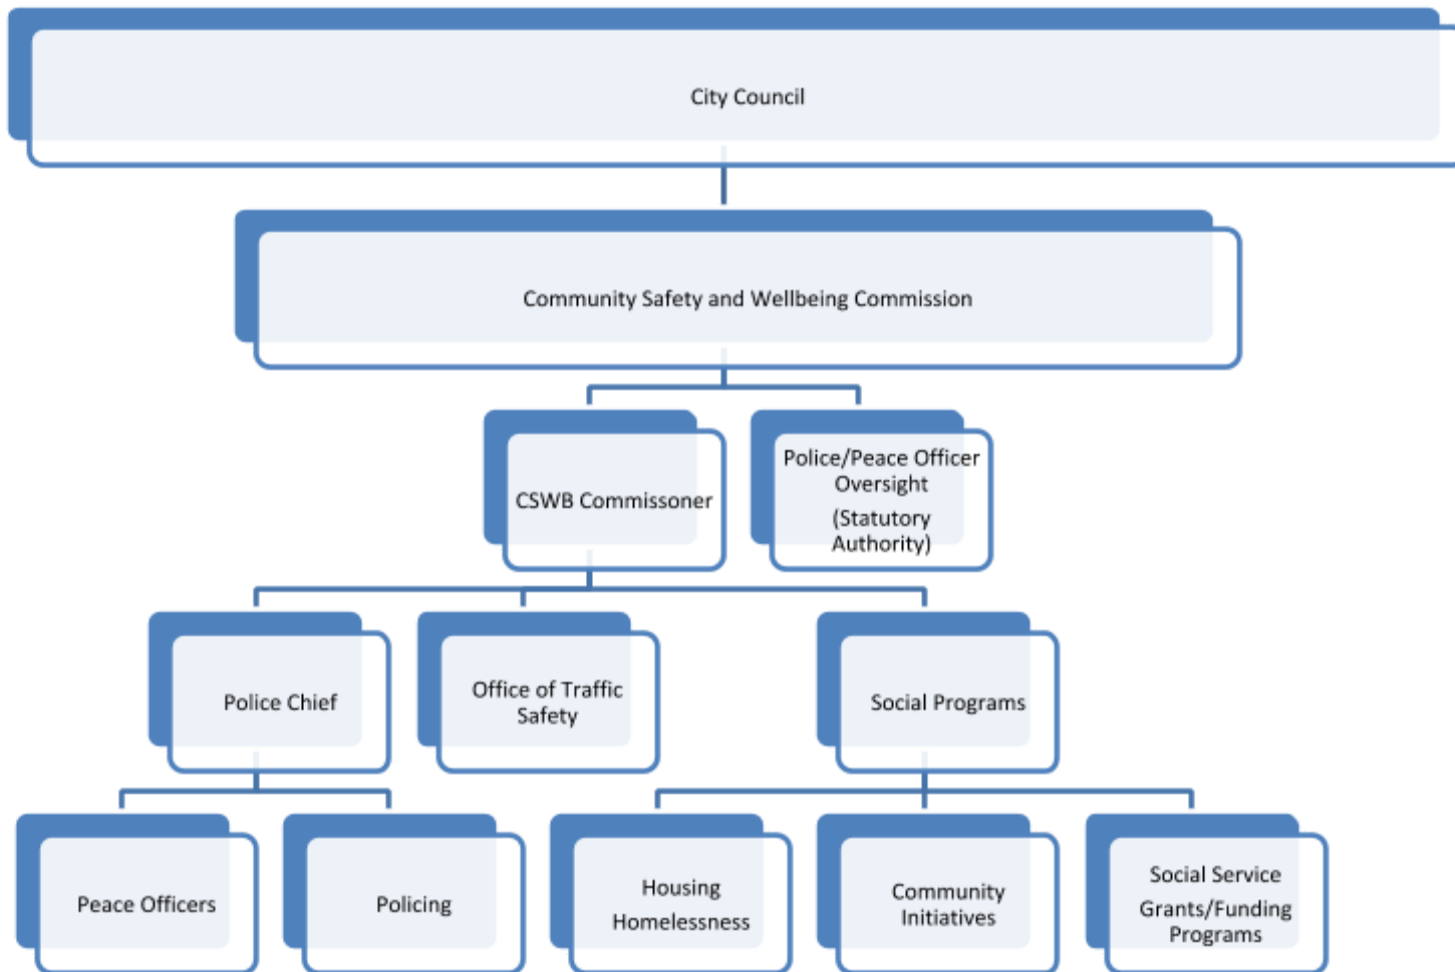 City Council
Community Safety and Wellbeing Commission
CSWB Commissoner
Police/Peace Officer
Oversight
(Statutory
Authority)
Police Chief
Office of Traffic
Safety
Social Programs
Peace Officers
Policing
Housing
Homelessness
Community
Initiatives
Social Service
Grants/Funding
Programs